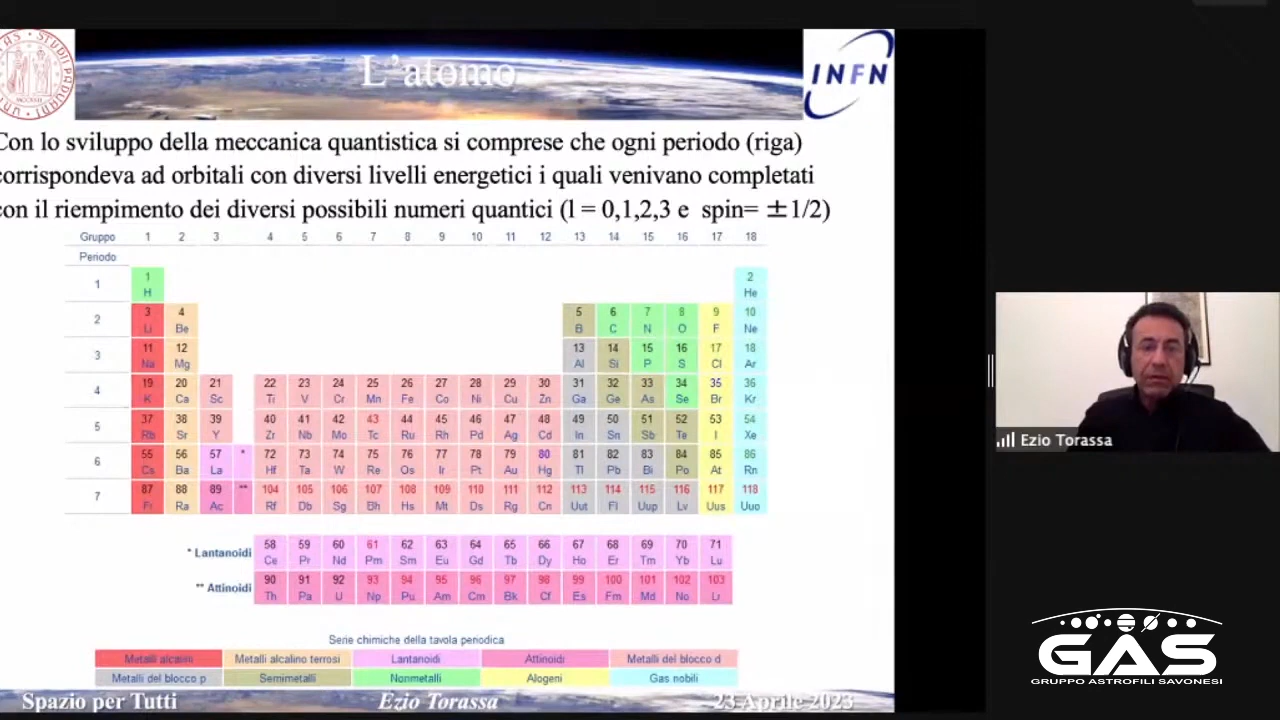 L'atomo
INFN
Con lo sviluppo della meccanica quantistica si comprese che ogni periodo (riga)
corrispondeva ad orbitali con diversi livelli energetici i quali venivano completati
con il riempimento dei diversi possibili numeri quantici (l = 0,1,2,3 e spin= ±1/2)
Gruppo 1 2 3 4 5 6 7 8 9 10 11 12 13 14 15 16 17 18
Periodo
1 1 2
H He
2 3 4 5 6 7 8 9 10
Li Be B C N O F Ne
3 11 12 13 14 15 16 17 18
Na Mg Al Si P S Cl Ar
4 19 20 21 22 23 24 25 26 27 28 29 30 31 32 33 34 35 36
K Ca Sc Ti V Cr Mn Fe Co Ni Cu Zn Ga Ge As Se Br Kr
5 37 38 39 40 41 42 43 44 45 46 47 48 49 50 51 52 53 54
Rb Sr Y Zr Nb Mo Tc Ru Rh Pd Ag Cd In Sn Sb Te I Xe
6 55 56 57 * 72 73 74 75 76 77 78 79 80 81 82 83 84 85 86
Cs Ba La Hf Ta W Re Os Ir Pt Au Hg Tl Pb Bi Po At Rn
7 87 88 89 ** 104 105 106 107 108 109 110 111 112 113 114 115 116 117 118
Fr Ra Ac Rf Db Sg Bh Hs Mt Ds Rg Cn Uut Fl Uup Lv Uus Uuo
* Lantanoidi 58 59 60 61 62 63 64 65 66 67 68 69 70 71
Ce Pr Nd Pm Sm Eu Gd Tb Dy Ho Er Tm Yb Lu
** Attinoidi 90 91 92 93 94 95 96 97 98 99 100 101 102 103
Th Pa U Np Pu Am Cm Bk Cf Es Fm Md No Lr
Serie chimiche della tavola periodica
Metalli alcalini Metalli alcalino terrosi Lantanoidi Attinoidi Metalli del blocco d
Metalli del blocco p Semimetalli Nonmetalli Alogeni Gas nobili
Spazio per Tutti Ezio Torassa 23 Aprile 2023
Ezio Torassa
GAS
GRUPPO ASTROFILI SAVONESI